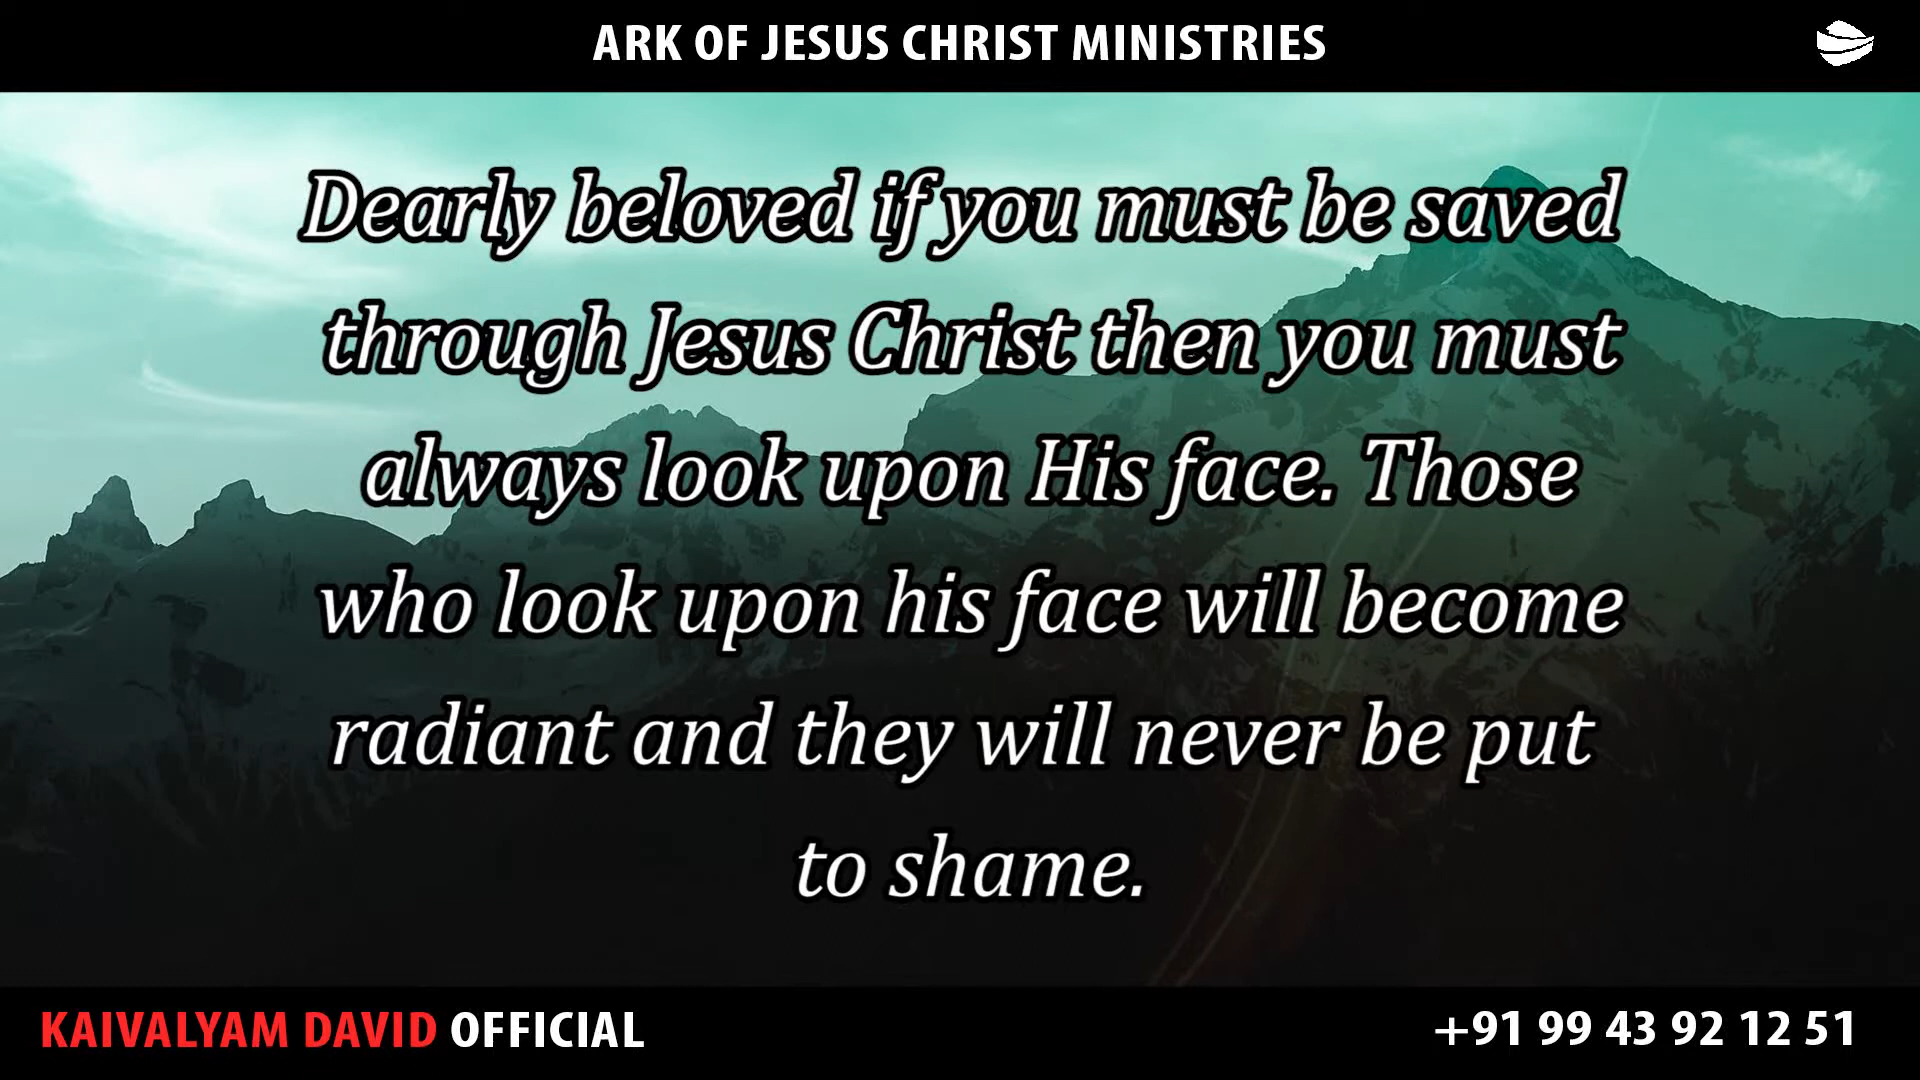 ARK OF JESUS CHRIST MINISTRIES
Dearly beloved if you must be saved
through Jesus Christ then you must
always look upon His face. Those
who look upon his face will become
radiant and they will never be put
to shame.
KAIVALYAM DAVID OFFICIAL
+91 99 43 92 12 51